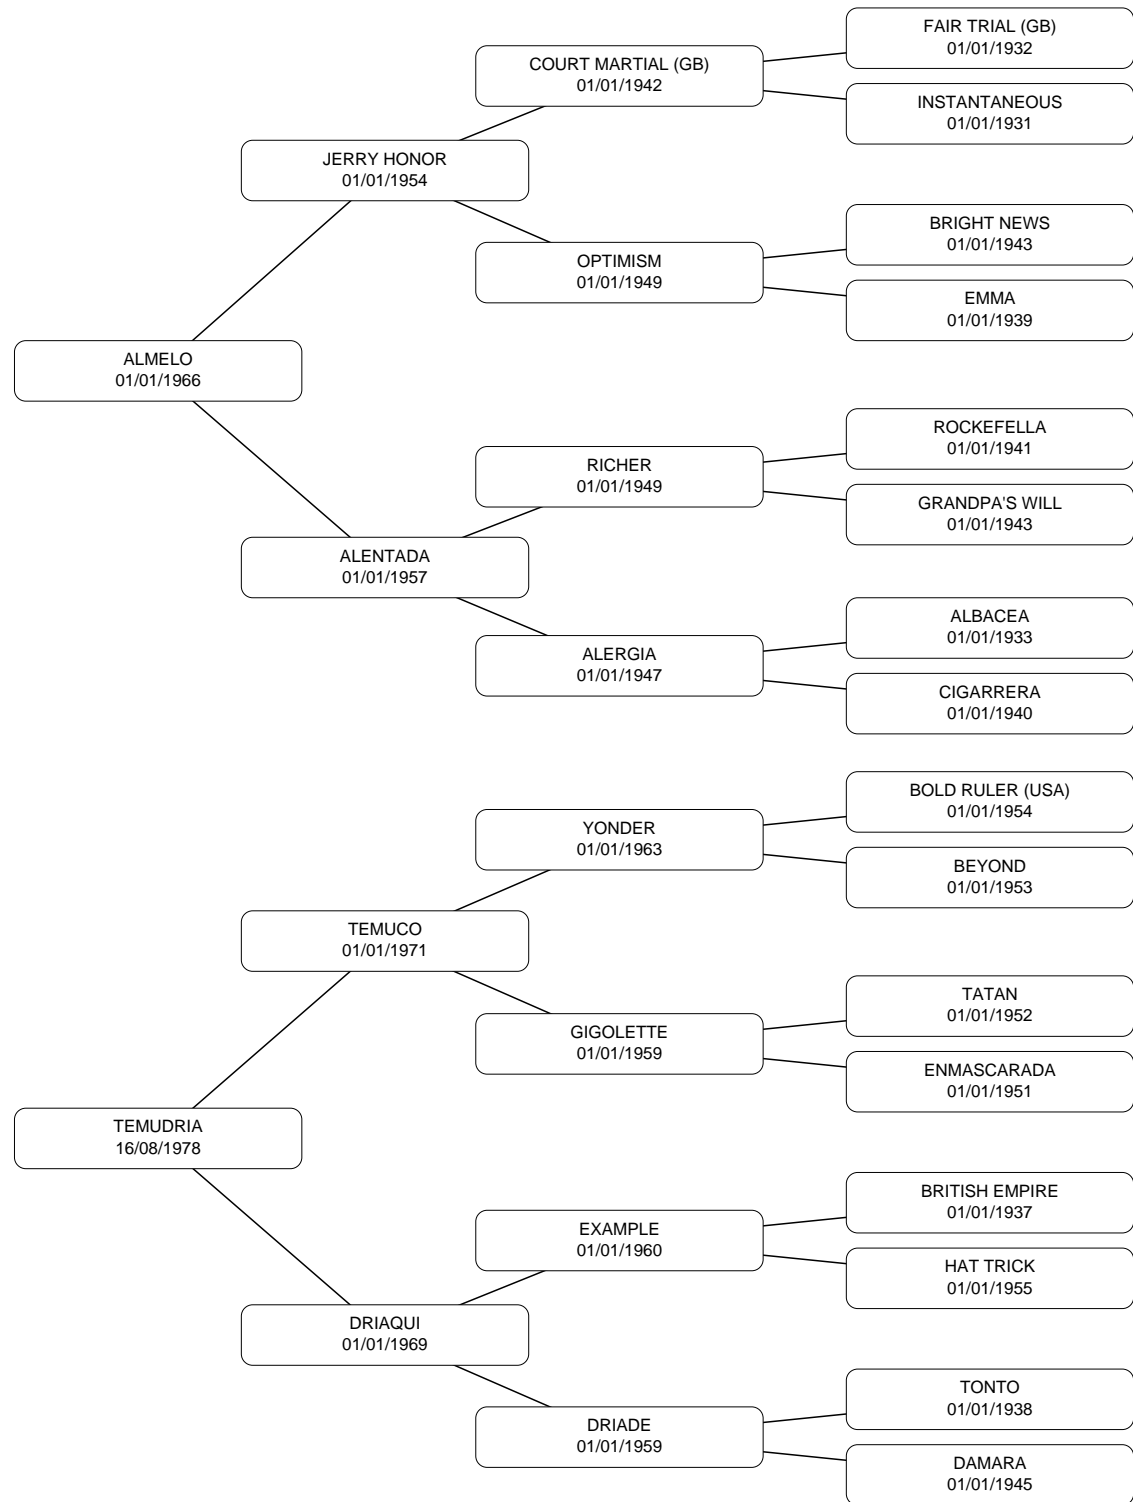 FAIR TRIAL (GB)
01/01/1932
COURT MARTIAL (GB)
01/01/1942
INSTANTANEOUS
01/01/1931
JERRY HONOR
01/01/1954
BRIGHT NEWS
01/01/1943
OPTIMISM
01/01/1949
EMMA
01/01/1939
ALMELO
01/01/1966
ROCKEFELLA
01/01/1941
RICHER
01/01/1949
GRANDPA'S WILL
01/01/1943
ALENTADA
01/01/1957
ALBACEA
01/01/1933
ALERGIA
01/01/1947
CIGARRERA
01/01/1940
BOLD RULER (USA)
01/01/1954
YONDER
01/01/1963
BEYOND
01/01/1953
TEMUCO
01/01/1971
TATAN
01/01/1952
GIGOLETTE
01/01/1959
ENMASCARADA
01/01/1951
TEMUDRIA
16/08/1978
BRITISH EMPIRE
01/01/1937
EXAMPLE
01/01/1960
HAT TRICK
01/01/1955
DRIAQUI
01/01/1969
TONTO
01/01/1938
DRIADE
01/01/1959
DAMARA
01/01/1945